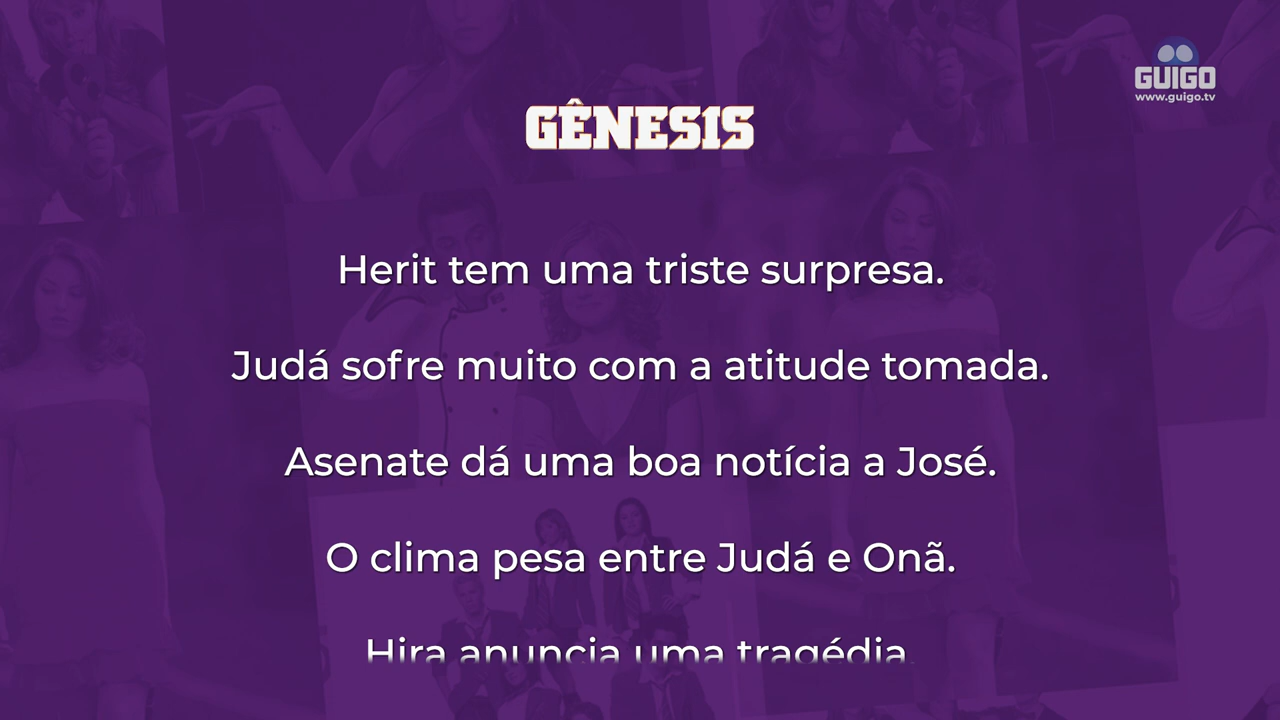 GUIGO
www.guigo.tv
GÊNESIS
Herit tem uma triste surpresa.
Judá sofre muito com a atitude tomada.
Asenate dá uma boa notícia a José.
O clima pesa entre Judá e Onã.
Hira anuncia uma tragédia.